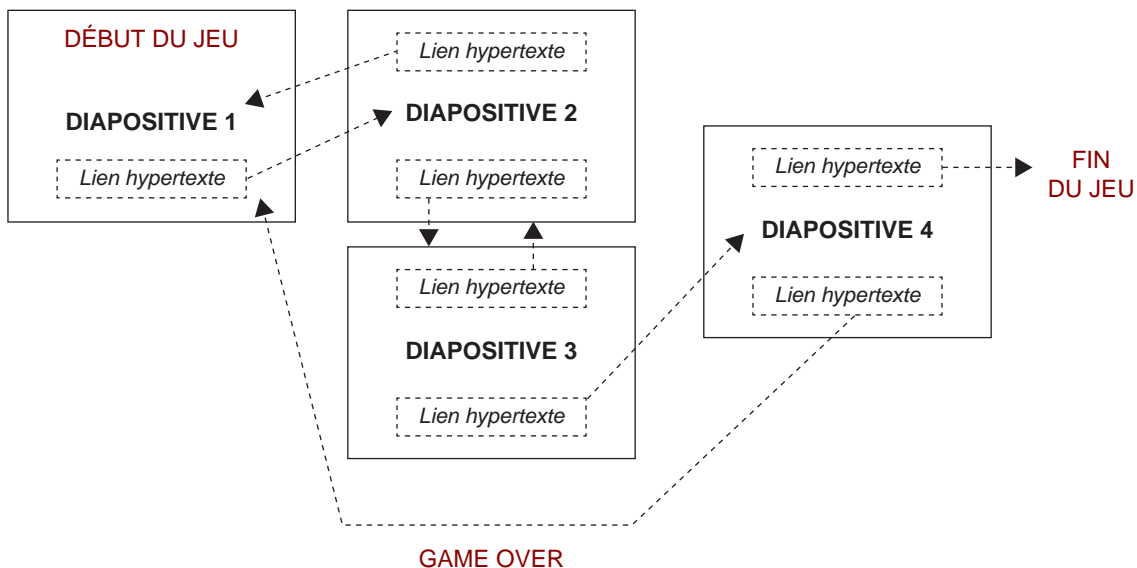 DÉBUT DU JEU
DIAPOSITIVE 1
Lien hypertexte
Lien hypertexte
DIAPOSITIVE 2
Lien hypertexte
Lien hypertexte
DIAPOSITIVE 3
Lien hypertexte
Lien hypertexte
DIAPOSITIVE 4
Lien hypertexte
FIN
DU JEU
GAME OVER